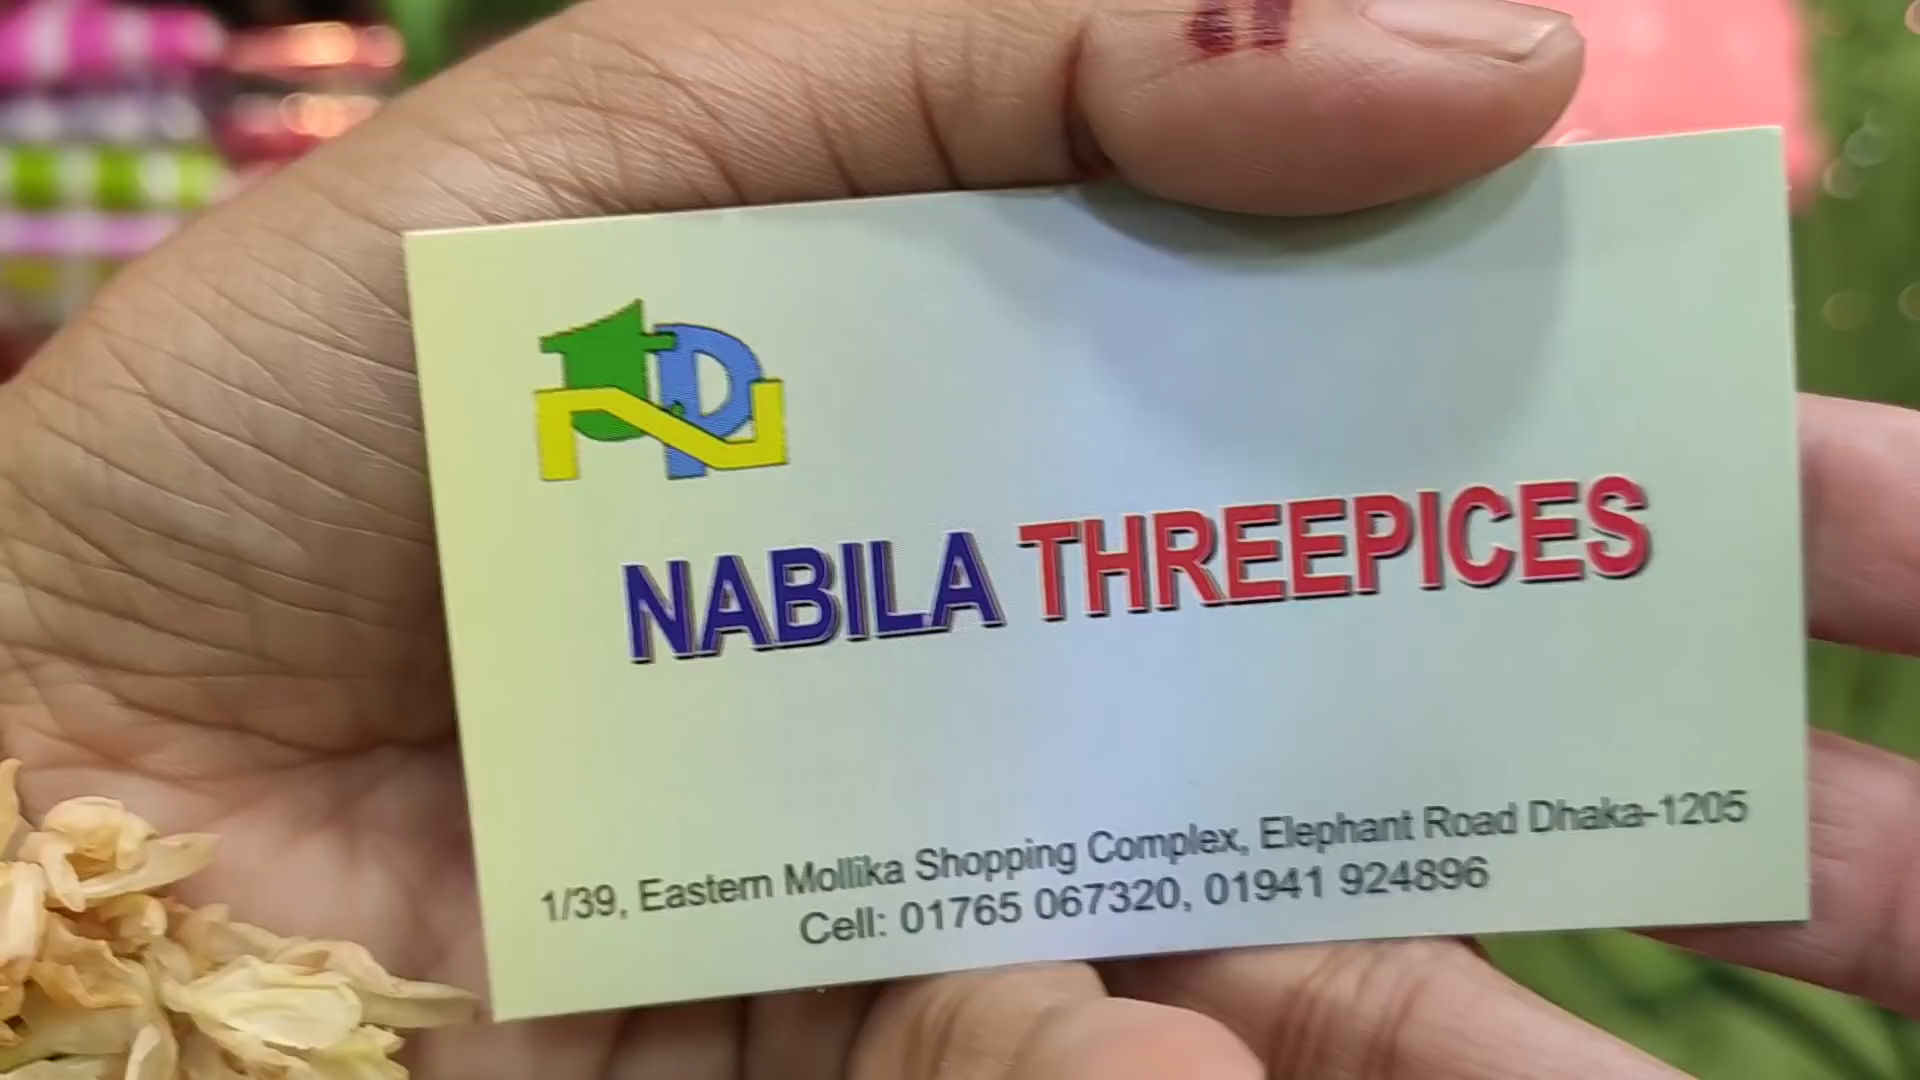 NABILA THREEPICES
1/39, Eastern Mollika Shopping Complex, Elephant Road Dhaka-1205
Cell: 01765 067320, 01941 924896